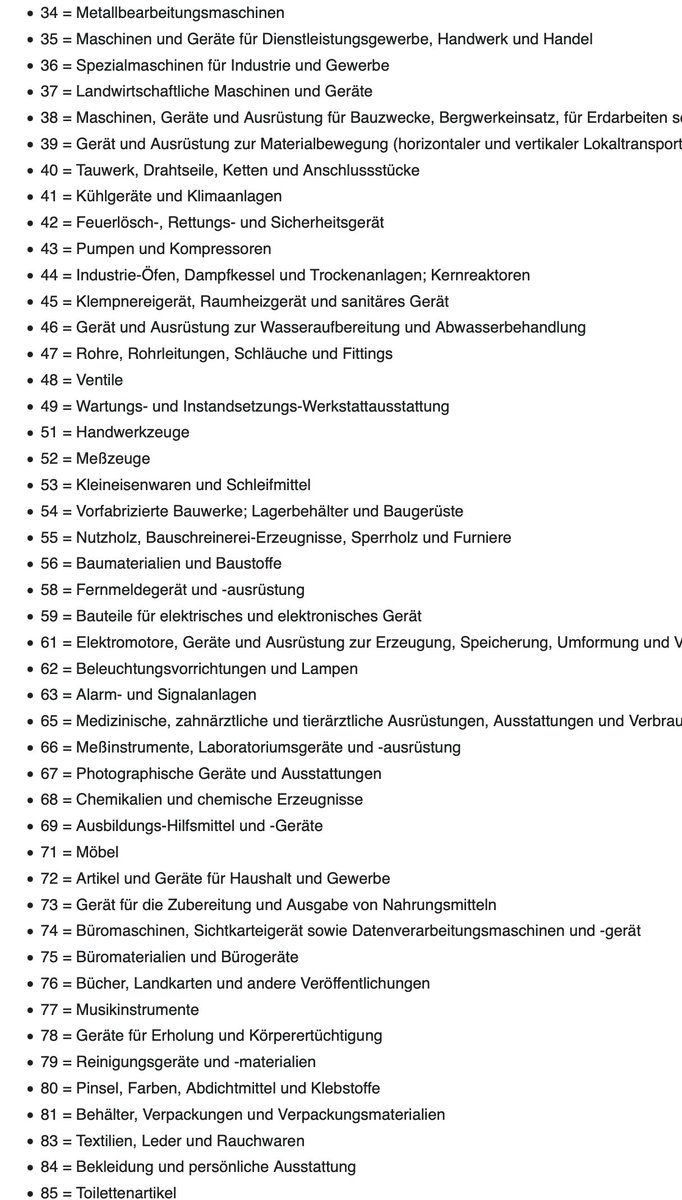 • 34 = Metallbearbeitungsmaschinen
• 35 = Maschinen und Geräte für Dienstleistungsgewerbe, Handwerk und Handel
• 36 = Spezialmaschinen für Industrie und Gewerbe
• 37 = Landwirtschaftliche Maschinen und Geräte
• 38 = Maschinen, Geräte und Ausrüstung für Bauzwecke, Bergwerkeinsatz, für Erdarbeiten
• 39 = Gerät und Ausrüstung zur Materialbewegung (horizontaler und vertikaler Lokaltransport
• 40 = Tauwerk, Drahtseile, Ketten und Anschlussstücke
• 41 = Kühlgeräte und Klimaanlagen
• 42 = Feuerlösch-, Rettungs- und Sicherheitsgerät
• 43 = Pumpen und Kompressoren
• 44 = Industrie-Öfen, Dampfkessel und Trockenanlagen; Kernreaktoren
• 45 = Klempnereigerät, Raumheizgerät und sanitäres Gerät
• 46 = Gerät und Ausrüstung zur Wasseraufbereitung und Abwasserbehandlung
• 47 = Rohre, Rohrleitungen, Schläuche und Fittings
• 48 = Ventile
• 49 = Wartungs- und Instandsetzungs-Werkstattausstattung
• 51 = Handwerkzeuge
• 52 = Meßzeuge
• 53 = Kleineisenwaren und Schleifmittel
• 54 = Vorfabrizierte Bauwerke; Lagerbehälter und Baugerüste
• 55 = Nutzholz, Bauschreinerei-Erzeugnisse, Sperrholz und Furniere
• 56 = Baumaterialien und Baustoffe
• 58 = Fernmeldegerät und -ausrüstung
• 59 = Bauteile für elektrisches und elektronisches Gerät
• 61 = Elektromotore, Geräte und Ausrüstung zur Erzeugung, Speicherung, Umformung und
• 62 = Beleuchtungsvorrichtungen und Lampen
• 63 = Alarm- und Signalanlagen
• 65 = Medizinische, zahnärztliche und tierärztliche Ausrüstungen, Ausstattungen und Verbrau
• 66 = Meßinstrumente, Laboratoriumsgeräte und -ausrüstung
• 67 = Photographische Geräte und Ausstattungen
• 68 = Chemikalien und chemische Erzeugnisse
• 69 = Ausbildungs-Hilfsmittel und -Geräte
• 71 = Möbel
• 72 = Artikel und Geräte für Haushalt und Gewerbe
• 73 = Gerät für die Zubereitung und Ausgabe von Nahrungsmitteln
• 74 = Büromaschinen, Sichtkarteigerät sowie Datenverarbeitungsmaschinen und -gerät
• 75 = Büromaterialien und Bürogeräte
• 76 = Bücher, Landkarten und andere Veröffentlichungen
• 77 = Musikinstrumente
• 78 = Geräte für Erholung und Körperertüchtigung
• 79 = Reinigungsgeräte und -materialien
• 80 = Pinsel, Farben, Abdichtmittel und Klebstoffe
• 81 = Behälter, Verpackungen und Verpackungsmaterialien
• 83 = Textilien, Leder und Rauchwaren
• 84 = Bekleidung und persönliche Ausstattung
• 85 = Toilettenartikel